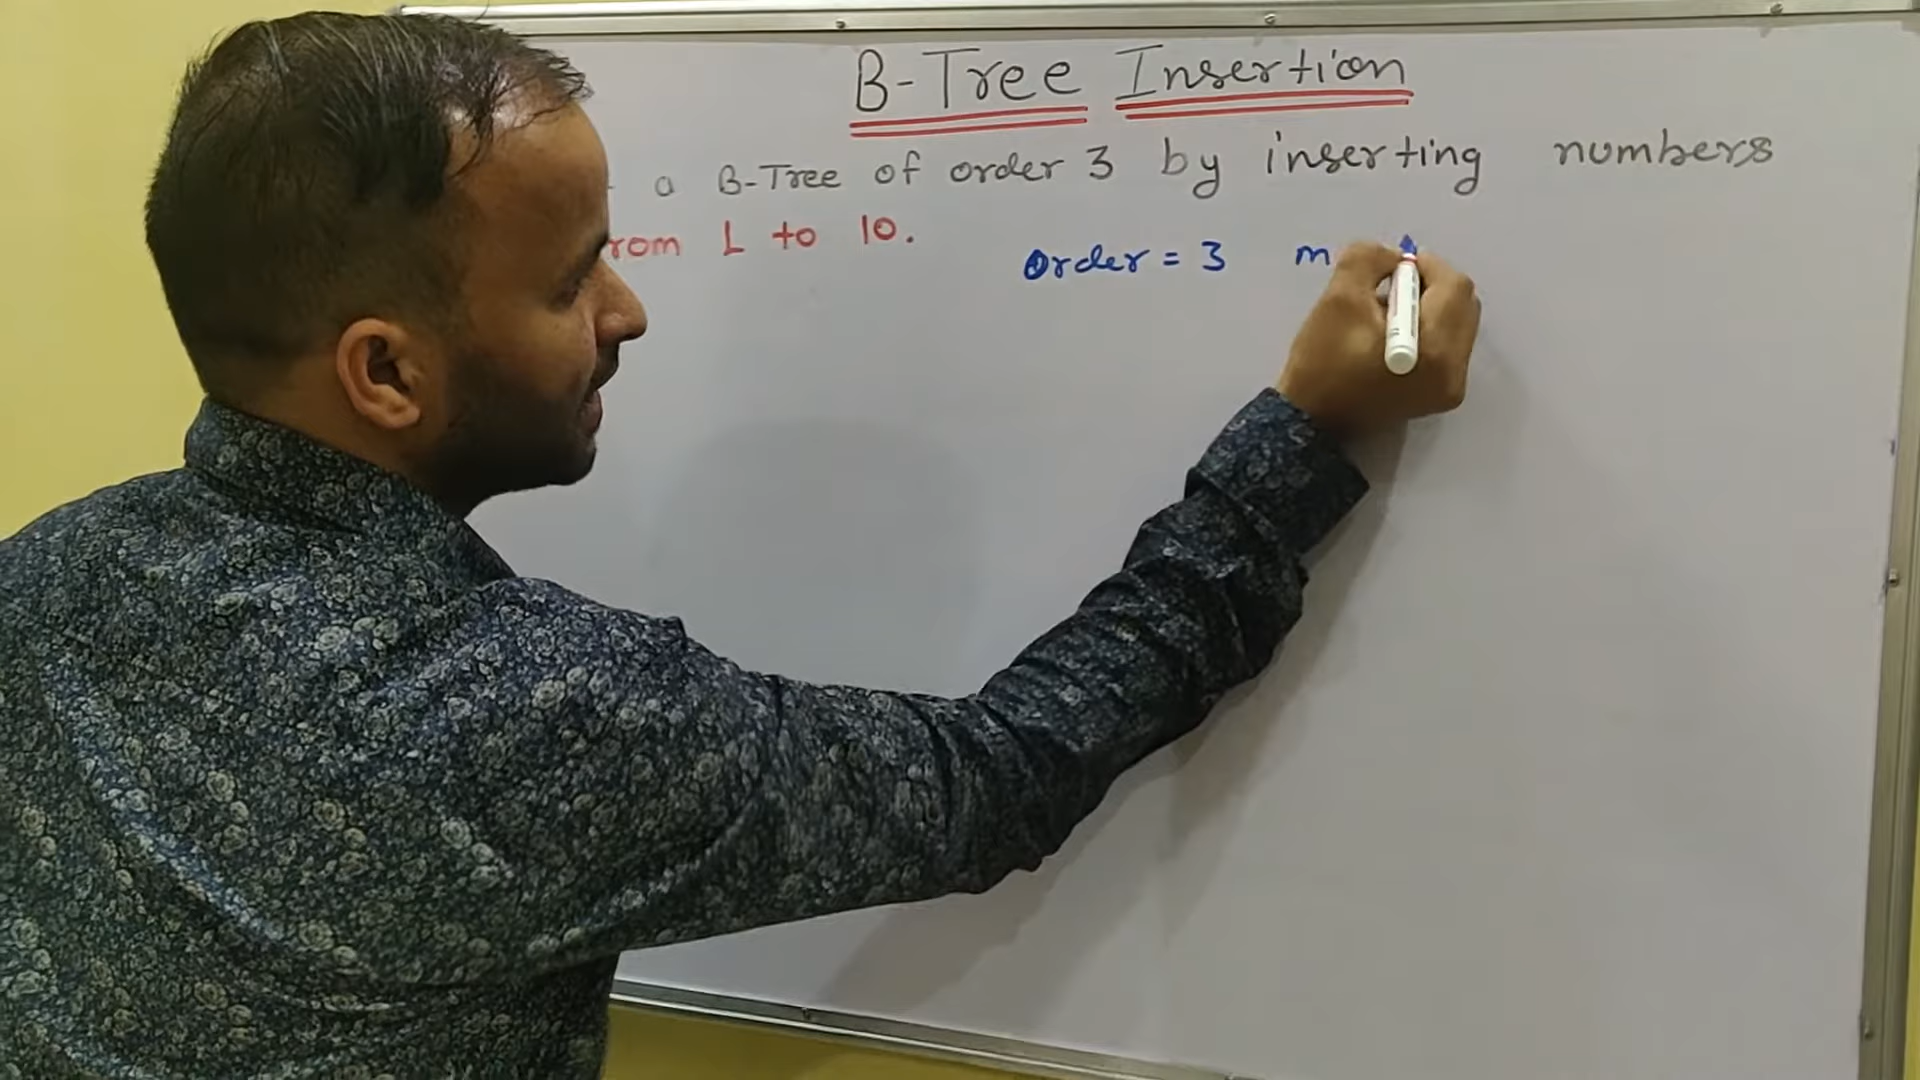 B-Tree Insertion
a B-Tree of order 3 by inserting numbers
rom 1 to 10.
Order = 3 m